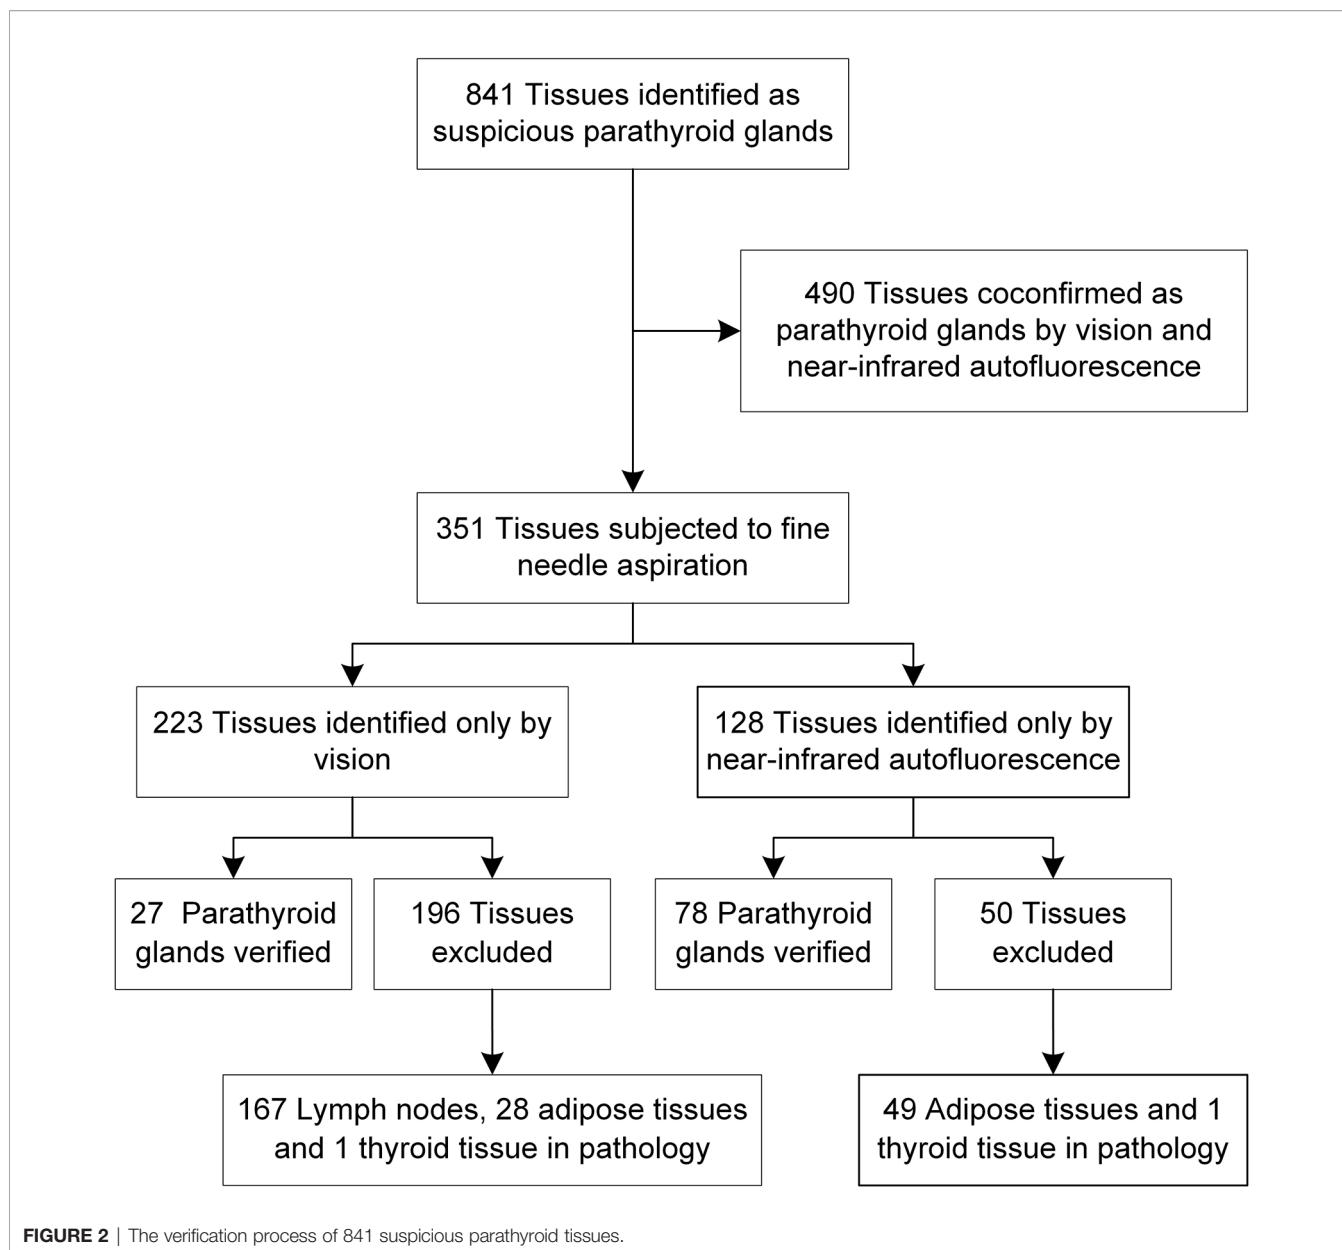 841 Tissues identified as
suspicious parathyroid glands
490 Tissues coconfirmed as
parathyroid glands by vision and
near-infrared autofluorescence
351 Tissues subjected to fine
needle aspiration
223 Tissues identified only by
vision
128 Tissues identified only by
near-infrared autofluorescence
27 Parathyroid
glands verified
196 Tissues
excluded
78 Parathyroid
glands verified
50 Tissues
excluded
167 Lymph nodes, 28 adipose tissues
and 1 thyroid tissue in pathology
49 Adipose tissues and 1
thyroid tissue in pathology
FIGURE 2 | The verification process of 841 suspicious parathyroid tissues.